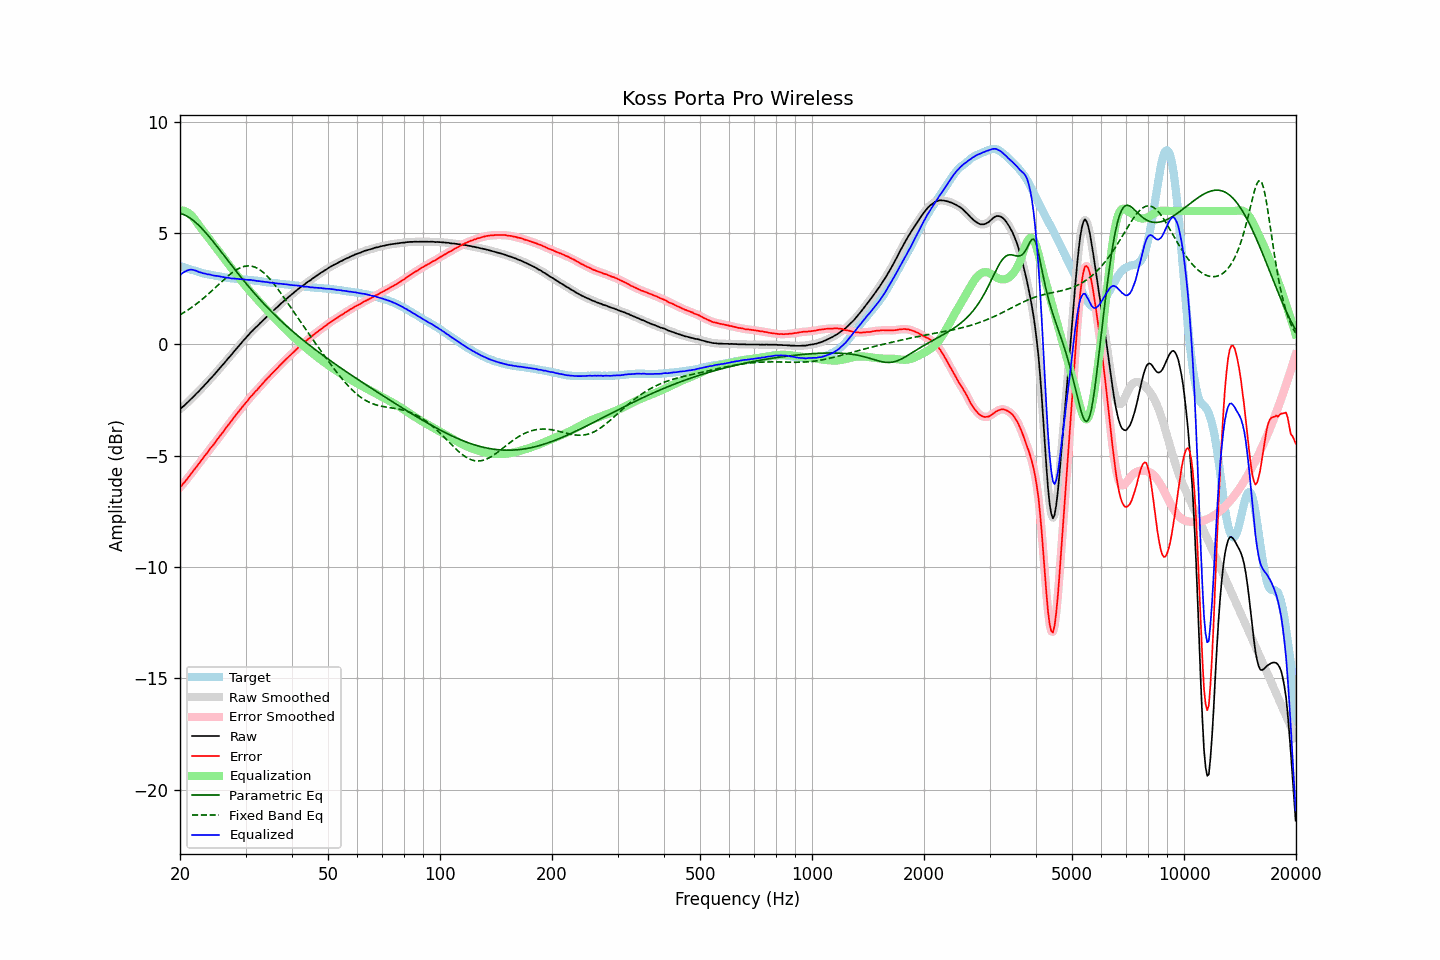 Koss Porta Pro Wireless
10
5
0
−5
−10
−15
−20
Amplitude (dBr)
Target
Raw Smoothed
Error Smoothed
Raw
Error
Equalization
Parametric Eq
Fixed Band Eq
Equalized
20 50 100 200 500 1000 2000 5000 10000 20000
Frequency (Hz)